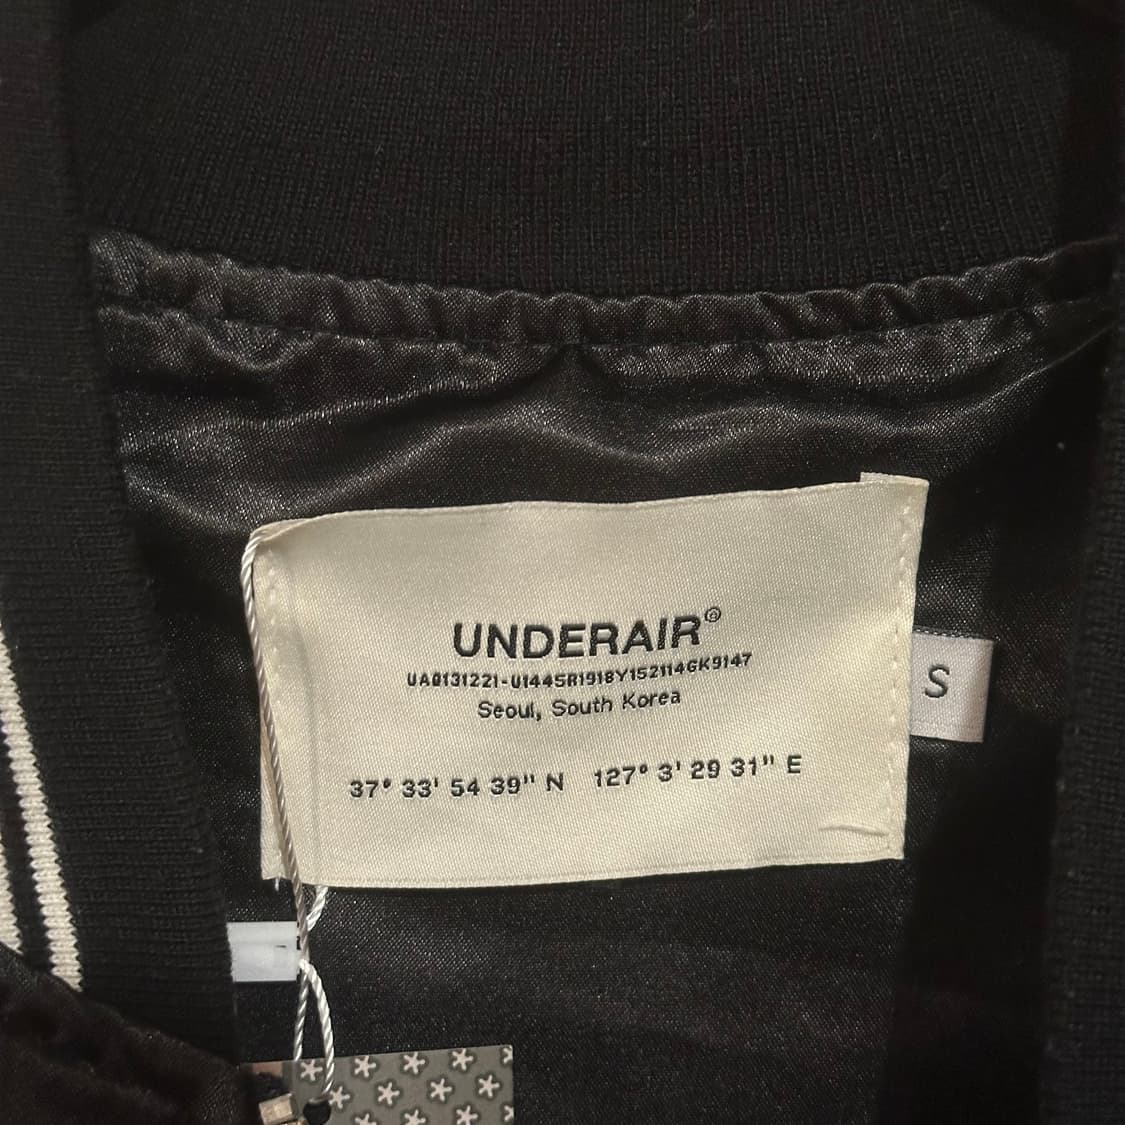 UNDERAIR®
UA0131221-U1445R1918Y152114GK9147
Seoul, South Korea
37° 33' 54 39" N 127° 3' 29 31" E
S